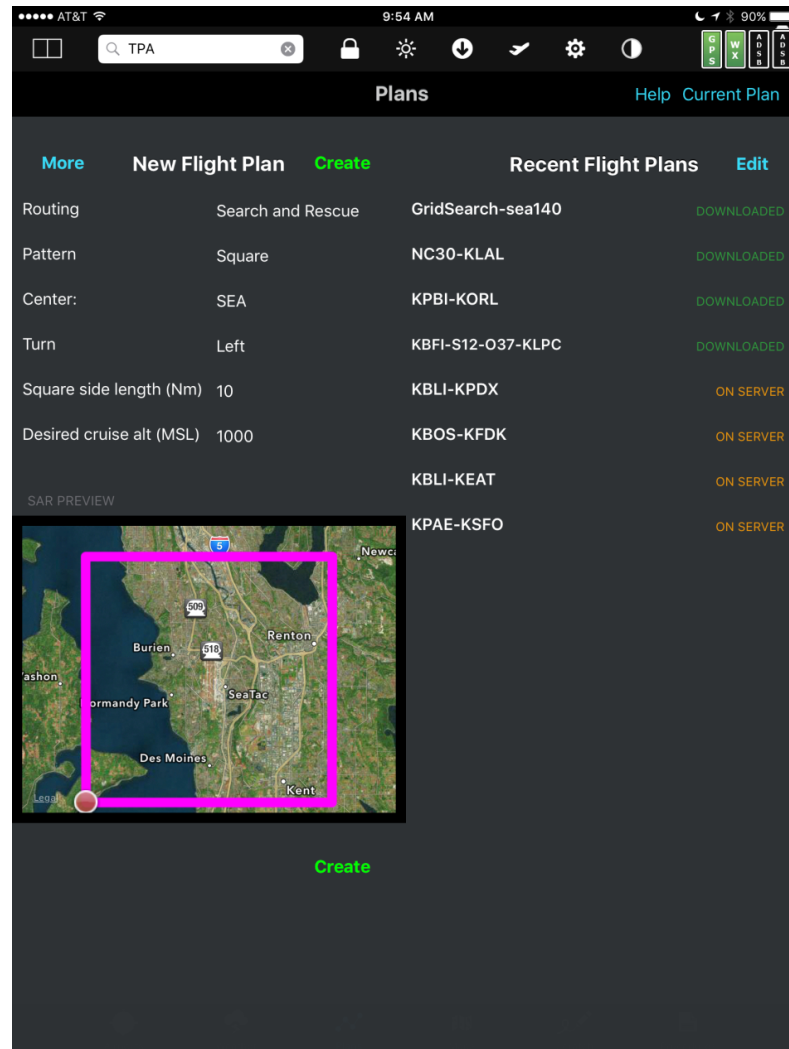 AT&T 9:54 AM 90%
TPA GPS WX ADSB ADSB
Plans Help Current Plan
More New Flight Plan Create
Routing Search and Rescue
Pattern Square
Center: SEA
Turn Left
Square side length (Nm) 10
Desired cruise alt (MSL) 1000
SAR PREVIEW
5
Newc
509
Renton
Burien 518
ashon
SeaTac
ormandy Park
Des Moines
Kent
Legal
Create
Recent Flight Plans Edit
GridSearch-sea140 DOWNLOADED
NC30-KLAL DOWNLOADED
KPBI-KORL DOWNLOADED
KBFI-S12-O37-KLPC DOWNLOADED
KBLI-KPDX ON SERVER
KBOS-KFDK ON SERVER
KBLI-KEAT ON SERVER
KPAE-KSFO ON SERVER